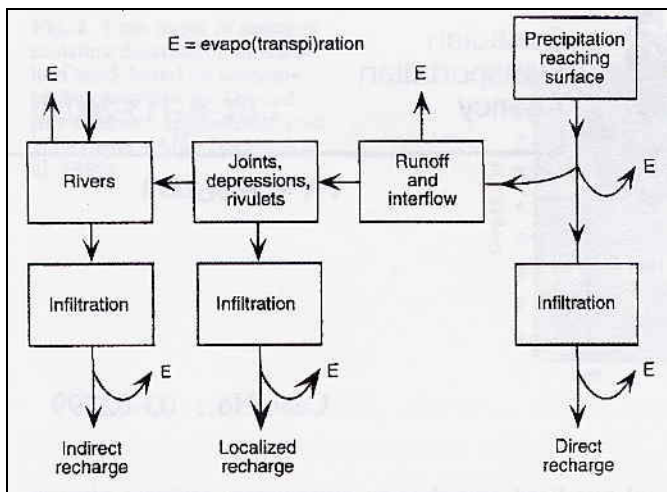 E = evapo(transpi)ration
Precipitation
reaching
surface
E
E
E
Rivers
Joints,
depressions,
rivulets
Runoff
and
interflow
Infiltration
Infiltration
Infiltration
E
E
E
Indirect
recharge
Localized
recharge
Direct
recharge